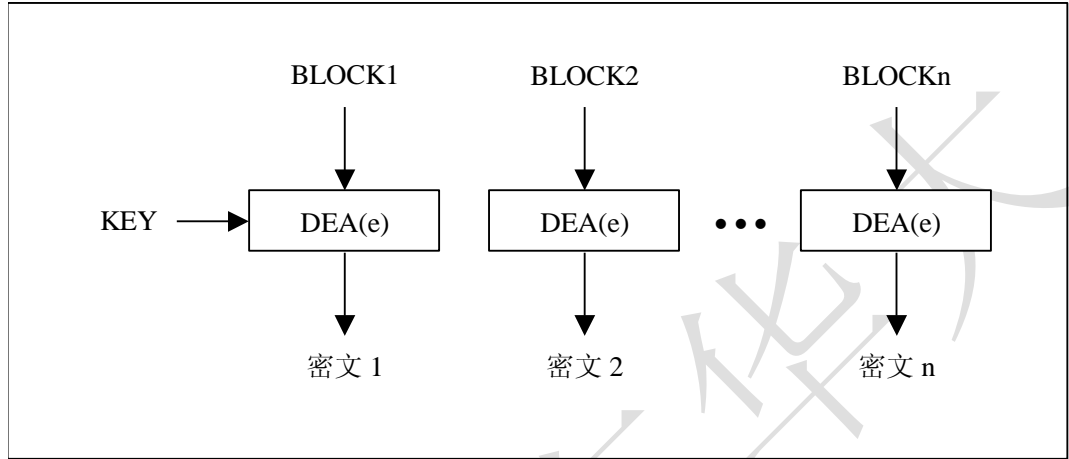 BLOCK1 BLOCK2 BLOCKn
KEY DEA(e) DEA(e) ••• DEA(e)
密文 1 密文 2 密文 n